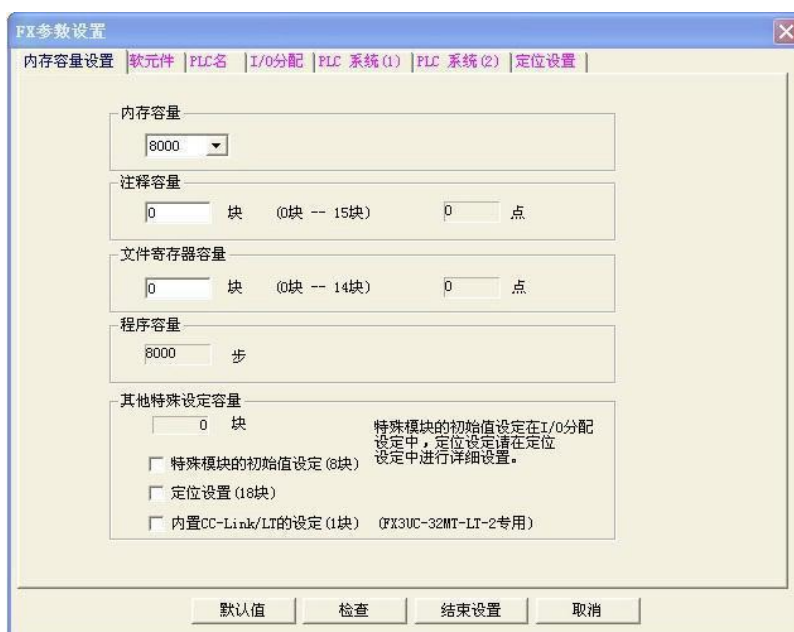 FX参数设置
内存容量设置 软元件 PLC名 I/O分配 PLC 系统(1) PLC 系统(2) 定位设置
内存容量
8000
注释容量
0 块 (0块 -- 15块) 0 点
文件寄存器容量
0 块 (0块 -- 14块) 0 点
程序容量
8000 步
其他特殊设定容量
0 块
特殊模块的初始值设定在I/O分配
设定中，定位设定请在定位
设定中进行详细设置。
特殊模块的初始值设定(8块)
定位设置(18块)
内置CC-Link/LT的设定(1块) (FX3UC-32MT-LT-2专用)
默认值 检查 结束设置 取消